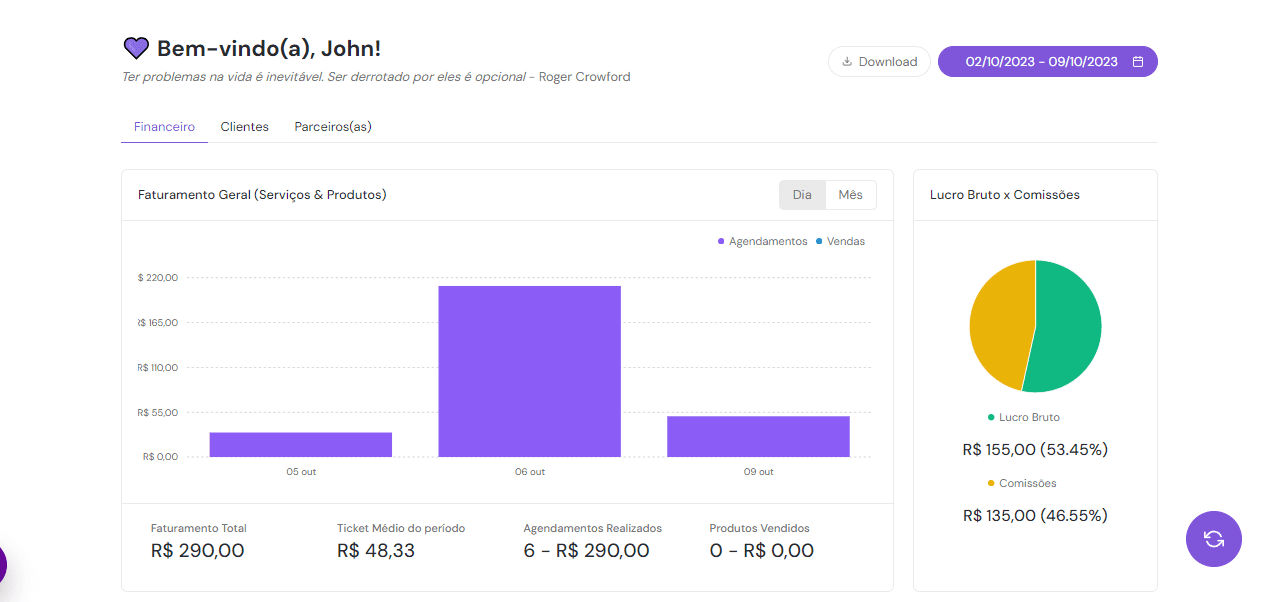 Bem-vindo(a), John!
Ter problemas na vida é inevitável. Ser derrotado por eles é opcional - Roger Crowford
Download
02/10/2023 - 09/10/2023
Financeiro
Clientes
Parceiros(as)
Faturamento Geral (Serviços & Produtos)
Dia
Mês
Agendamentos
Vendas
$ 220,00
R$ 165,00
R$ 110,00
R$ 55,00
R$ 0,00
05 out
06 out
09 out
Faturamento Total
R$ 290,00
Ticket Médio do período
R$ 48,33
Agendamentos Realizados
6 - R$ 290,00
Produtos Vendidos
0 - R$ 0,00
Lucro Bruto x Comissões
Lucro Bruto
R$ 155,00 (53.45%)
Comissões
R$ 135,00 (46.55%)